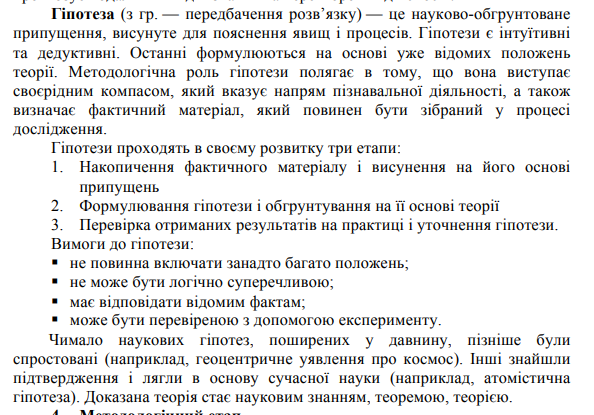 Гіпотеза (з гр. — передбачення розв’язку) — це науково-обгрунтоване
припущення, висунуте для пояснення явищ і процесів. Гіпотези є інтуїтивні
та дедуктивні. Останні формулюються на основі уже відомих положень
теорії. Методологічна роль гіпотези полягає в тому, що вона виступає
своєрідним компасом, який вказує напрям пізнавальної діяльності, а також
визначає фактичний матеріал, який повинен бути зібраний у процесі
дослідження.
Гіпотези проходять в своєму розвитку три етапи:
1. Накопичення фактичного матеріалу і висунення на його основі
припущень
2. Формулювання гіпотези і обгрунтування на її основі теорії
3. Перевірка отриманих результатів на практиці і уточнення гіпотези.
Вимоги до гіпотези:
▪ не повинна включати занадто багато положень;
▪ не може бути логічно суперечливою;
▪ має відповідати відомим фактам;
▪ може бути перевіреною з допомогою експерименту.
Чимало наукових гіпотез, поширених у давнину, пізніше були
спростовані (наприклад, геоцентричне уявлення про космос). Інші знайшли
підтвердження і лягли в основу сучасної науки (наприклад, атомістична
гіпотеза). Доказана теорія стає науковим знанням, теоремою, теорією.
4. Методологічний етап